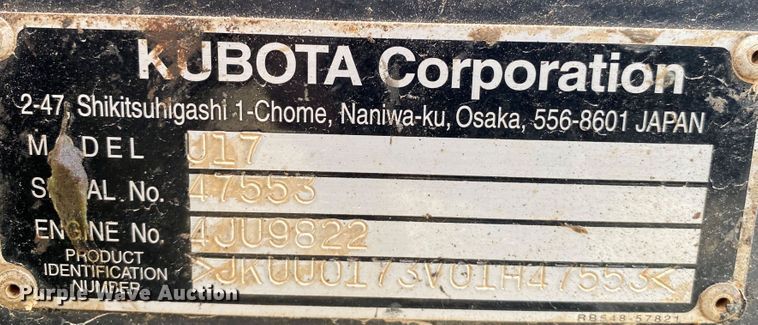 KUBOTA Corporation
2-47, Shikitsuhigashi 1-Chome, Naniwa-ku, Osaka, 556-8601 JAPAN
MODEL U17
SERIAL No. 47553
ENGINE No. 4JU9822
PRODUCT
IDENTIFICATION
NUMBER >JKUU0173V01H47553<
Purple Wave Auction
RB548-57821